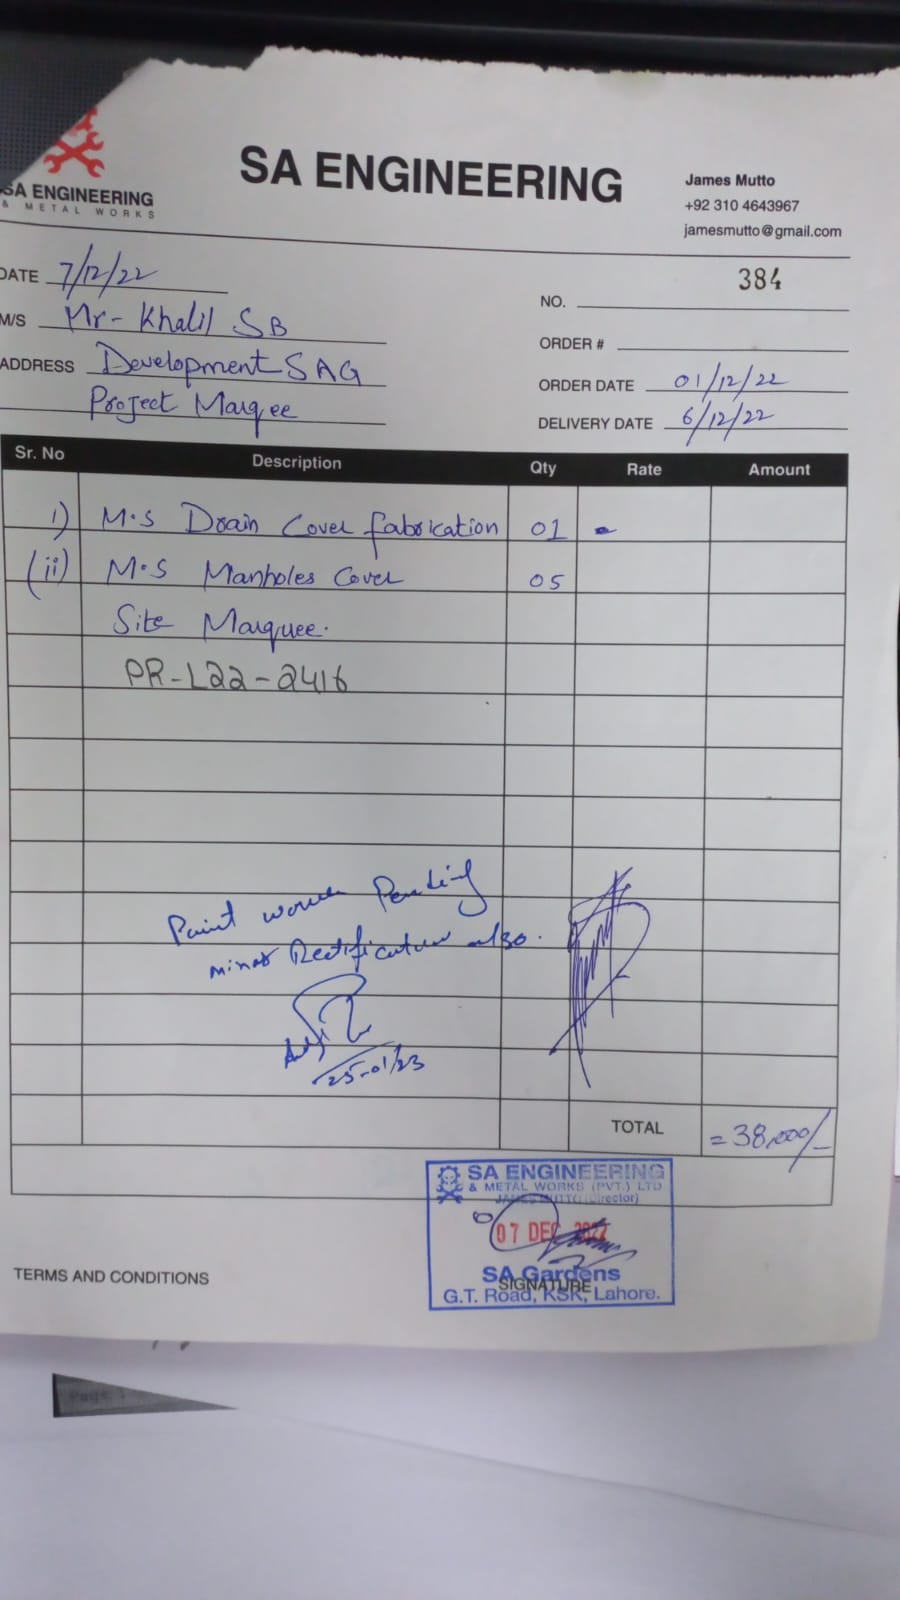 SA ENGINEERING
& METAL WORKS
SA ENGINEERING
James Mutto
+92 310 4643967
jamesmutto@gmail.com
DATE 7/12/22
384
NO.
M/S Mr- Khalil SB
ORDER #
ADDRESS Development SAG
ORDER DATE 01/12/22
Project Marqee
DELIVERY DATE 6/12/22
Sr. No Description Qty Rate Amount
i) M.S Drain Cover fabrication 01 -
(ii) M.S Manholes Cover 05
Site Marquee.
PR-L22-2416
Paint work Pending
minor Rectification also.
25-01/23
TOTAL = 38,000/-
SA ENGINEERING
& METAL WORKS (PVT.) LTD
JAMES MUTTO (Director)
07 DEC 2022
SA Gardens
SIGNATURE
G.T. Road, KSK, Lahore.
TERMS AND CONDITIONS